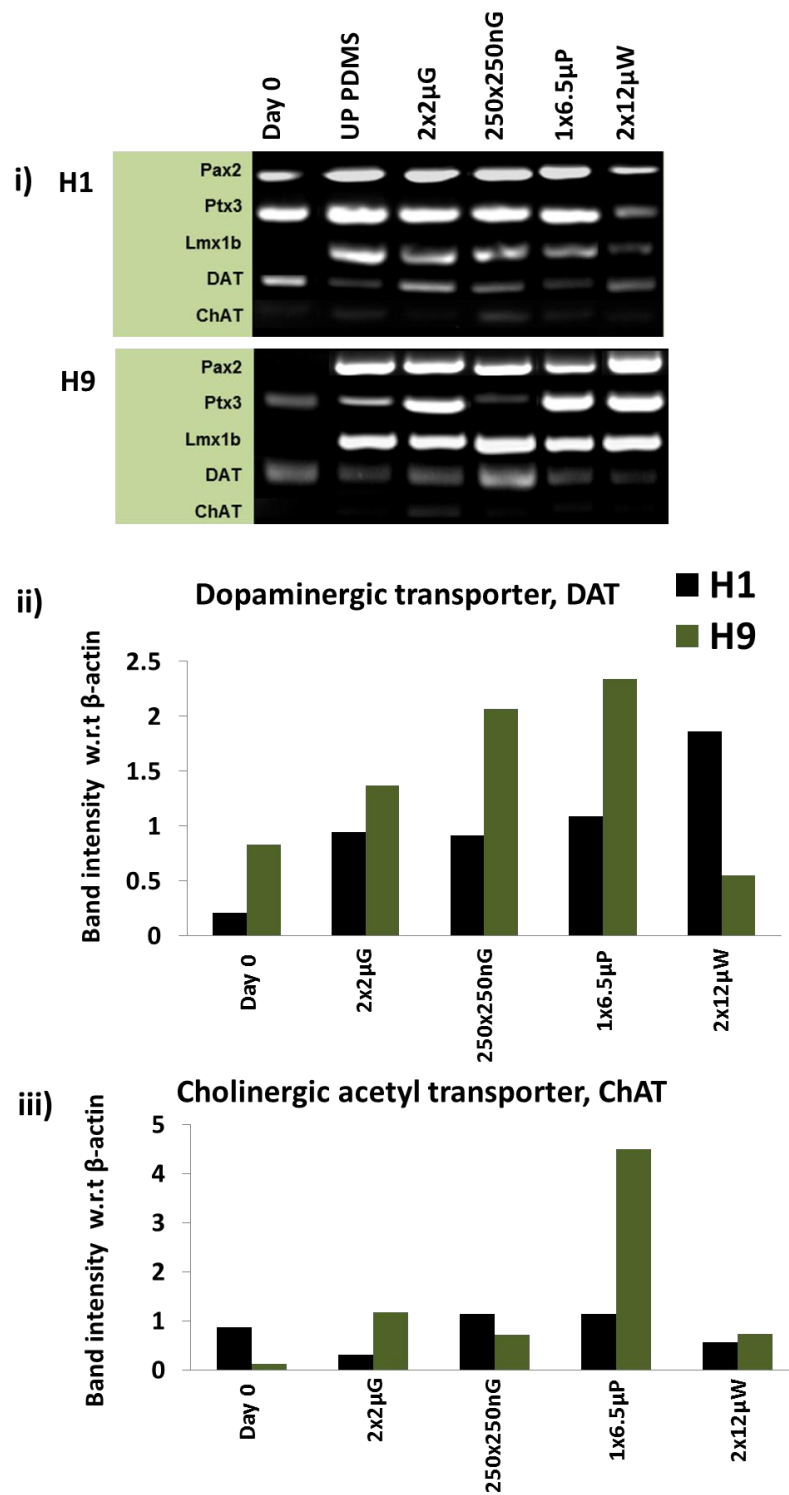 Day 0
UP PDMS
2x2µG
250x250nG
1x6.5µP
2x12µW
i) H1
Pax2
Ptx3
Lmx1b
DAT
ChAT
H9
Pax2
Ptx3
Lmx1b
DAT
ChAT
ii) Dopaminergic transporter, DAT
H1
H9
Band intensity w.r.t β-actin
2.5
2
1.5
1
0.5
0
Day 0
2x2µG
250x250nG
1x6.5µP
2x12µW
iii) Cholinergic acetyl transporter, ChAT
Band intensity w.r.t β-actin
5
4
3
2
1
0
Day 0
2x2µG
250x250nG
1x6.5µP
2x12µW